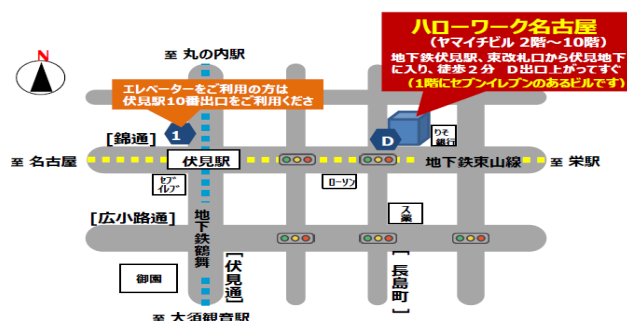 N
至 丸の内駅
ハローワーク名古屋
(ヤマイチビル 2階～10階)
地下鉄伏見駅、東改札口から伏見地下
に入り、徒歩2分 D出口上がってすぐ
(1階にセブンイレブンのあるビルです)
エレベーターをご利用の方は
伏見駅10番出口をご利用くださ
[錦通]
1
D
りそ
銀行
至 名古屋
伏見駅
地下鉄東山線
至 栄駅
セブ
イレブ
ローソン
ス薬
[広小路通]
地下鉄鶴舞
[伏見通]
[長島町]
御園
至 大須観音駅